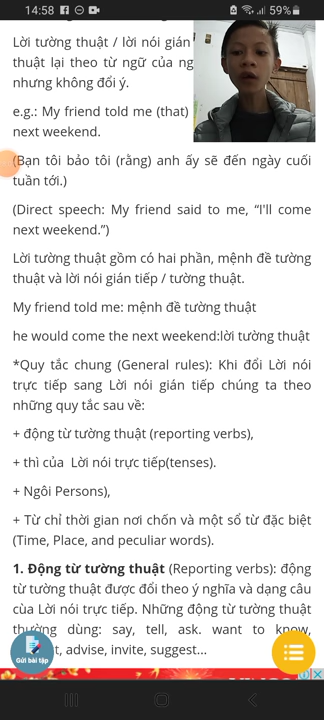 14:58
59%
Lời tường thuật / lời nói gián
thuật lại theo từ ngữ của ng
nhưng không đổi ý.
e.g.: My friend told me (that)
next weekend.
(Bạn tôi bảo tôi (rằng) anh ấy sẽ đến ngày cuối
tuần tới.)
(Direct speech: My friend said to me, “I'll come
next weekend.”)
Lời tường thuật gồm có hai phần, mệnh đề tường
thuật và lời nói gián tiếp / tường thuật.
My friend told me: mệnh đề tường thuật
he would come the next weekend:lời tường thuật
*Quy tắc chung (General rules): Khi đổi Lời nói
trực tiếp sang Lời nói gián tiếp chúng ta theo
những quy tắc sau về:
+ động từ tường thuật (reporting verbs),
+ thì của Lời nói trực tiếp(tenses).
+ Ngôi Persons),
+ Từ chỉ thời gian nơi chốn và một số từ đặc biệt
(Time, Place, and peculiar words).
1. Động từ tường thuật (Reporting verbs): động
từ tường thuật được đổi theo ý nghĩa và dạng câu
của Lời nói trực tiếp. Những động từ tường thuật
thường dùng: say, tell, ask. want to know,
t, advise, invite, suggest...
Gửi bài tập